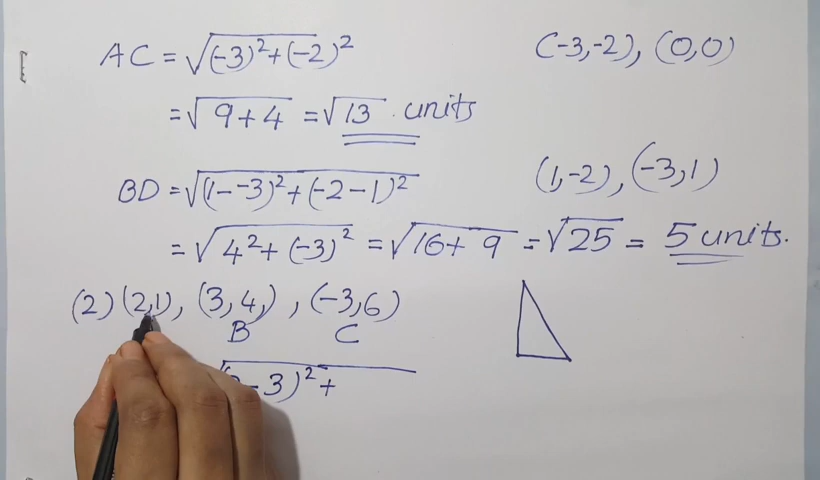 AC = √(-3)²+(-2)² (-3,-2), (0,0)
= √9+4 = √13 units
(1,-2), (-3,1)
BD = √(1--3)²+(-2-1)²
= √4²+(-3)² = √16+9 = √25 = 5 units.
(2) (2,1), (3,4,), (-3,6)
B C
-3)²+